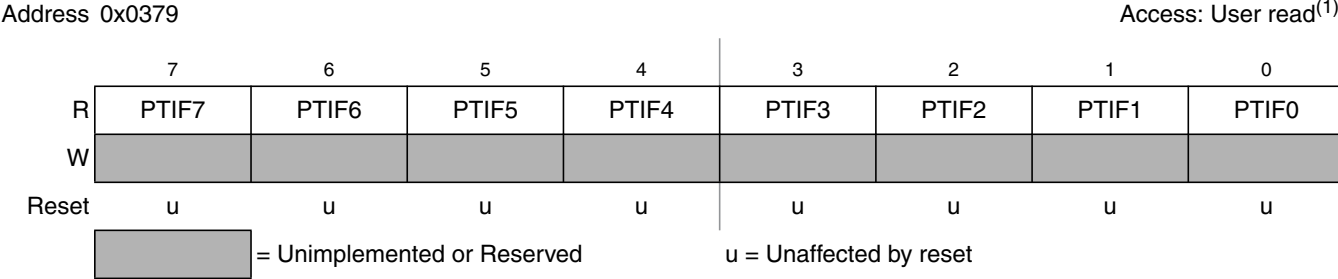 Address 0x0379 Access: User read(1)
7 6 5 4 3 2 1 0
R PTIF7 PTIF6 PTIF5 PTIF4 PTIF3 PTIF2 PTIF1 PTIF0
W
Reset u u u u u u u u
= Unimplemented or Reserved u = Unaffected by reset